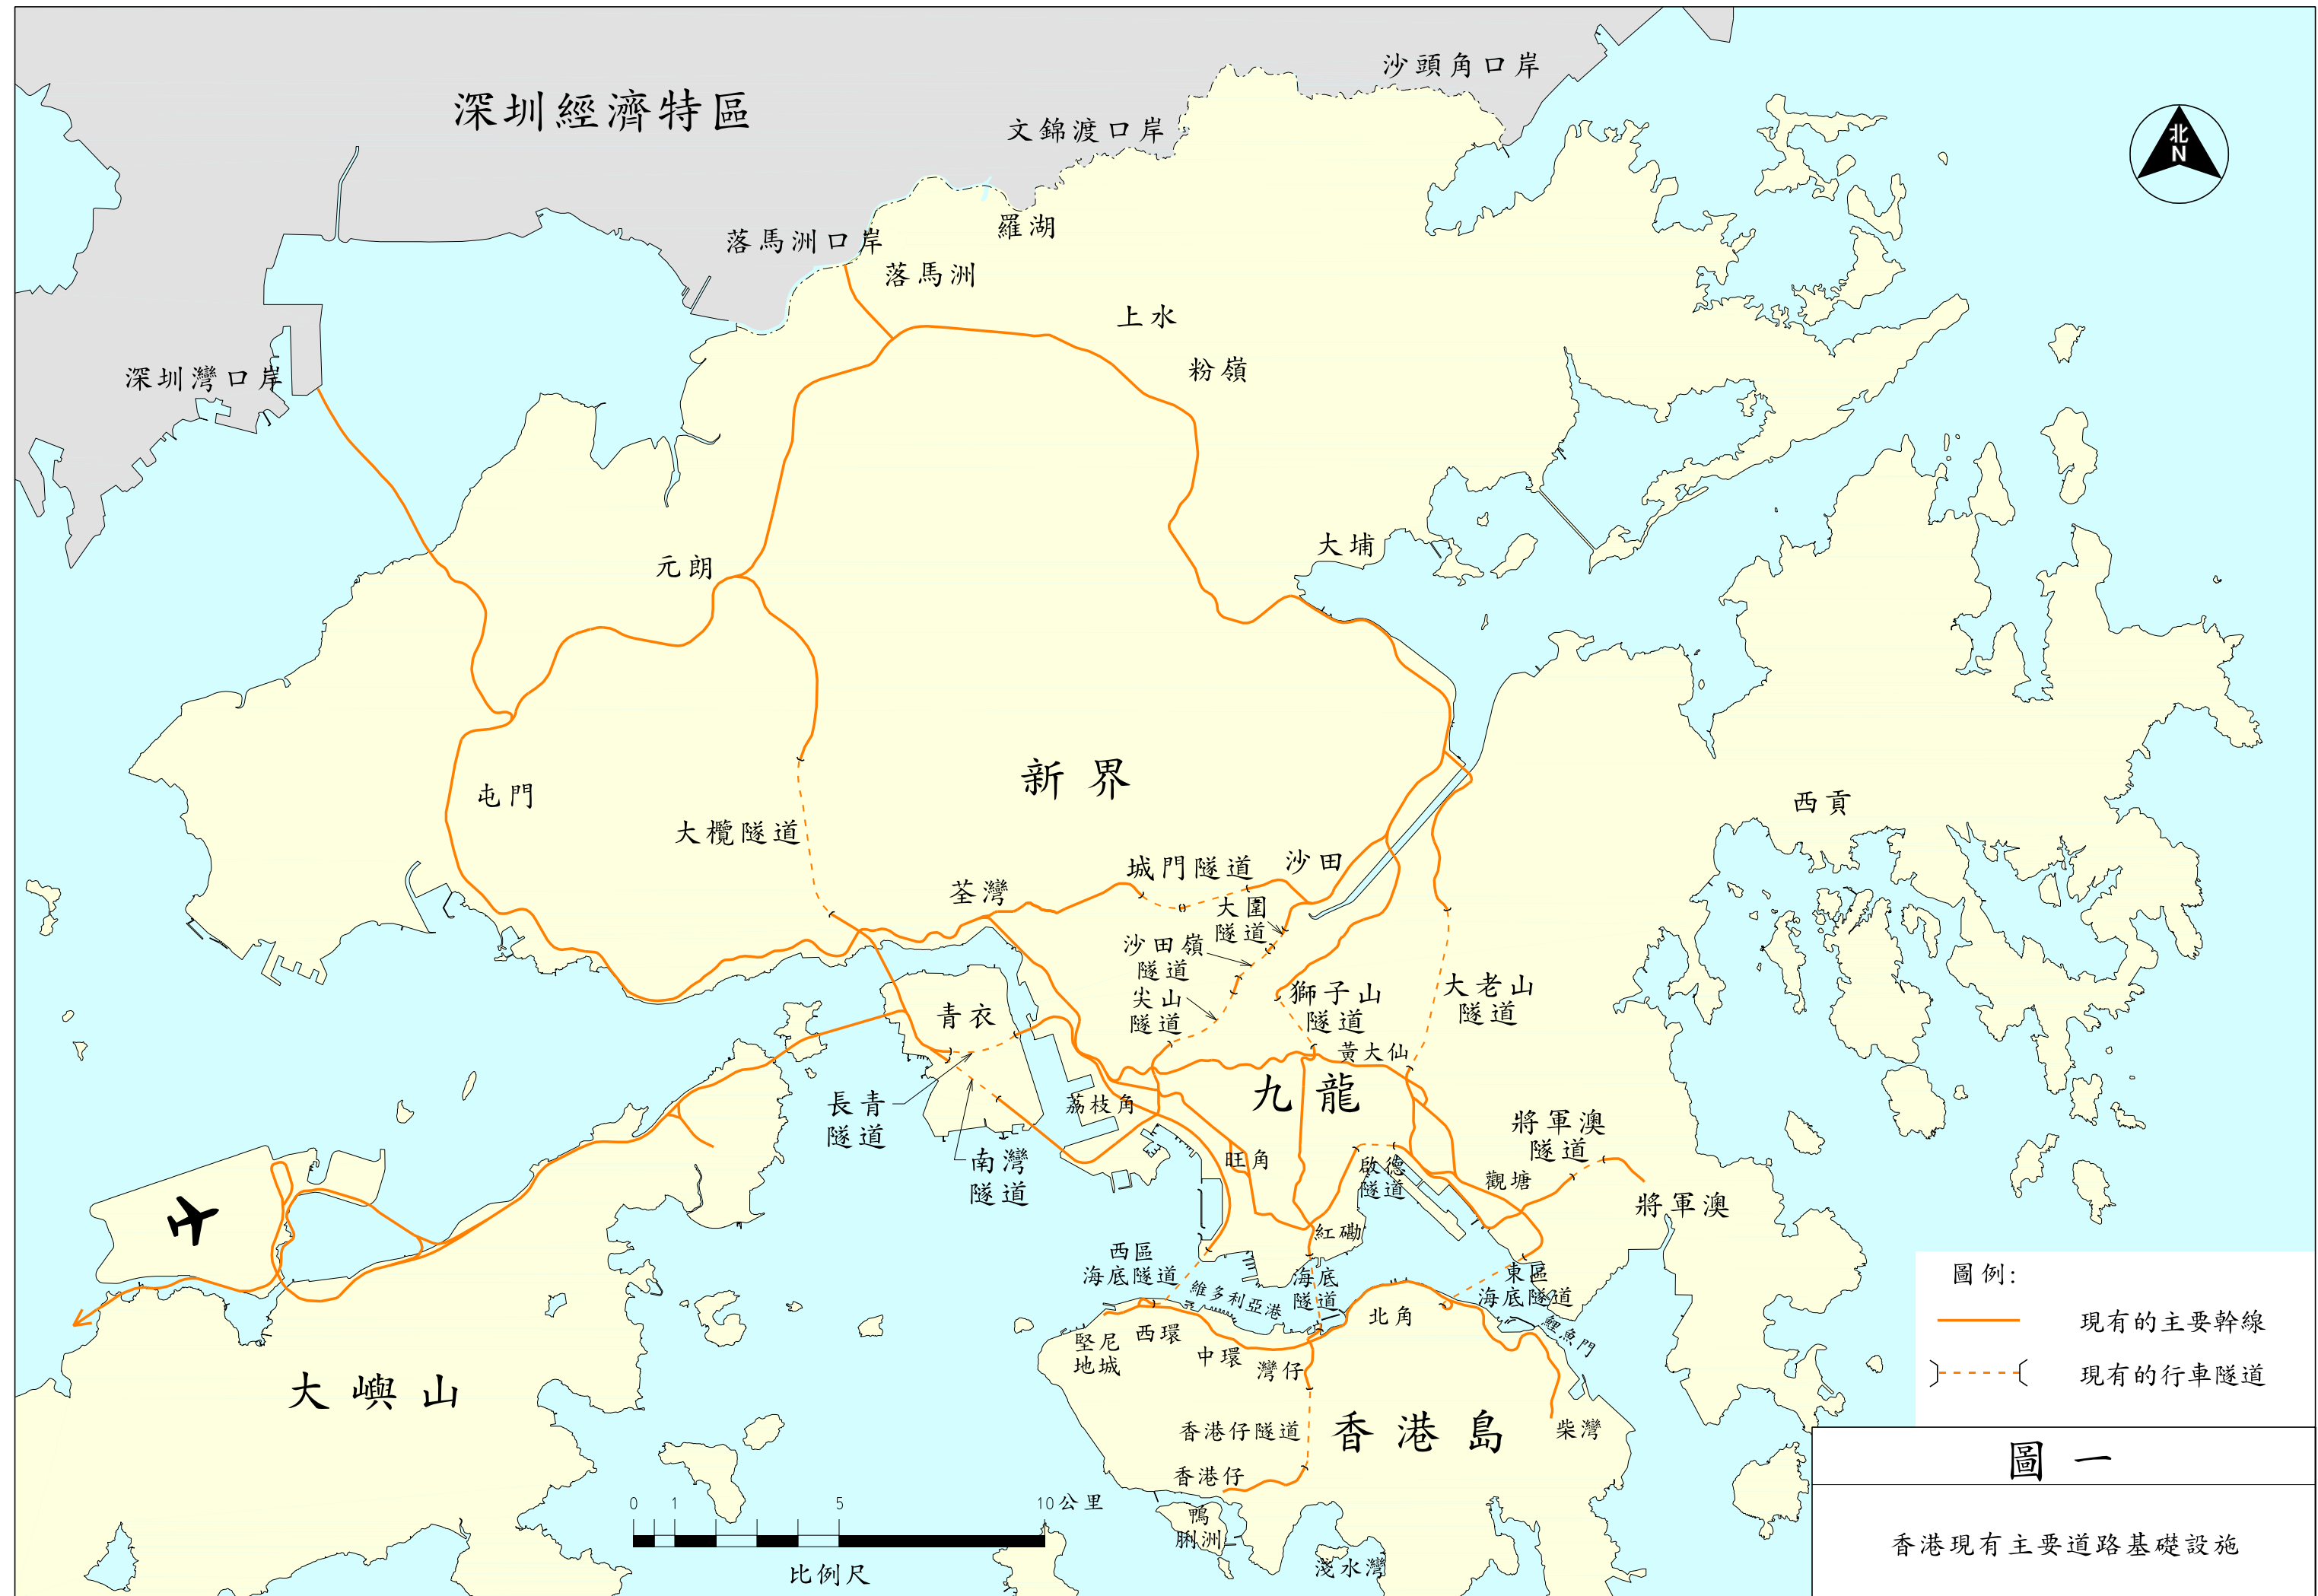 沙頭角口岸
深圳經濟特區
文錦渡口岸
北
N
羅湖
落馬洲口岸
落馬洲
上水
粉嶺
深圳灣口岸
大埔
元朗
新界
屯門
西貢
大欖隧道
城門隧道
沙田
荃灣
大圍
隧道
沙田嶺
隧道
尖山
隧道
獅子山
隧道
大老山
隧道
青衣
黃大仙
九龍
長青
隧道
荔枝角
將軍澳
隧道
南灣
隧道
旺角
啟德
隧道
觀塘
將軍澳
紅磡
西區
海底隧道
維多利亞港
海底
隧道
東區
海底隧道
鯉魚門
北角
堅尼
地城
西環
中環
灣仔
大嶼山
香港仔隧道
香港島
柴灣
香港仔
鴨
脷洲
淺水灣
0 1 5 10公里
比例尺
圖例:
現有的主要幹線
現有的行車隧道
圖一
香港現有主要道路基礎設施